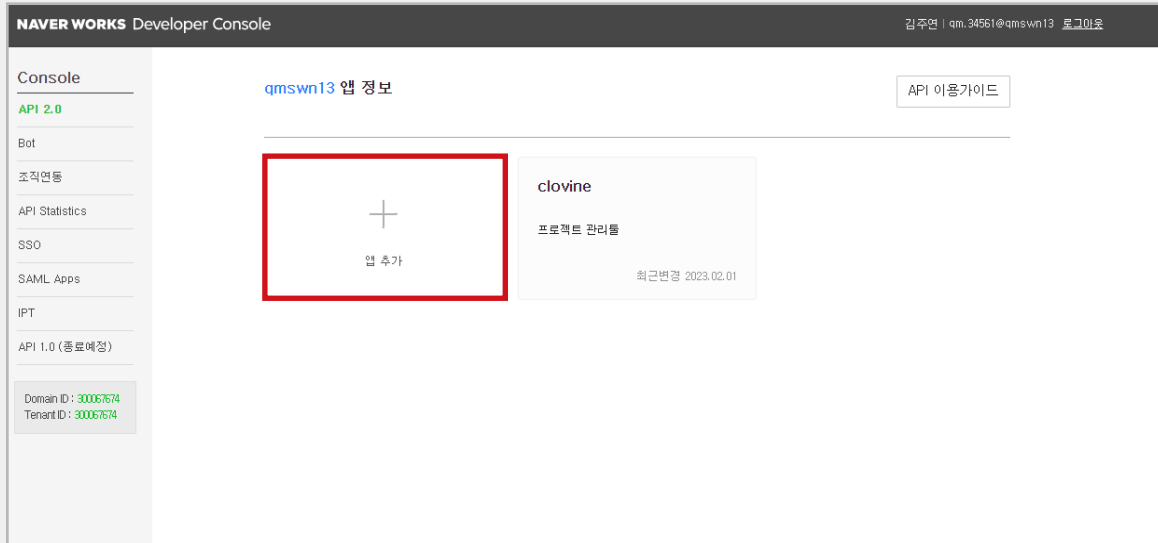 NAVER WORKS Developer Console
김주연 | qm.34561@qmswn13 로그아웃
Console
API 2.0
Bot
조직연동
API Statistics
SSO
SAML Apps
IPT
API 1.0 (종료예정)
Domain ID : 300067674
Tenant ID : 300067674
qmswn13 앱 정보
API 이용가이드
앱 추가
clovine
프로젝트 관리툴
최근변경 2023.02.01